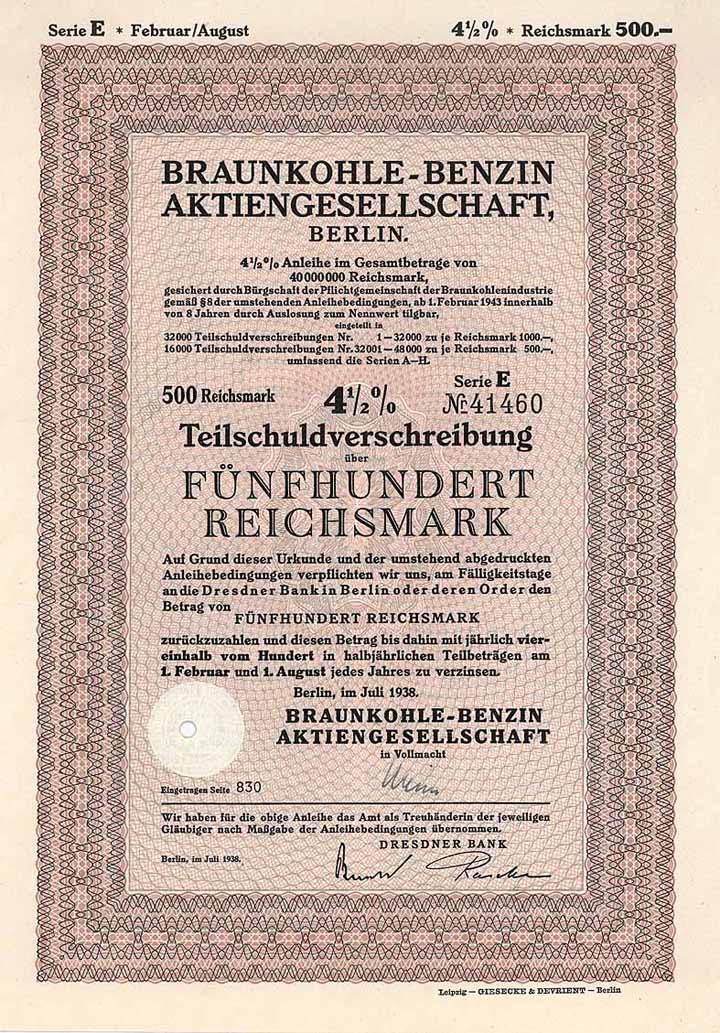 Serie E * Februar/August 4½% * Reichsmark 500.—
BRAUNKOHLE-BENZIN
AKTIENGESELLSCHAFT,
BERLIN.
4½% Anleihe im Gesamtbetrage von
40000000 Reichsmark,
gesichert durch Bürgschaft der Pflichtgemeinschaft der Braunkohlenindustrie
gemäß § 8 der umstehenden Anleihebedingungen, ab 1. Februar 1943 innerhalb
von 8 Jahren durch Auslosung zum Nennwert tilgbar,
eingeteilt in
32000 Teilschuldverschreibungen Nr. 1—32000 zu je Reichsmark 1000.—,
16000 Teilschuldverschreibungen Nr. 32001—48000 zu je Reichsmark 500.—,
umfassend die Serien A—H.
Serie E
500 Reichsmark 4½% № 41460
Teilschuldverschreibung
über
FÜNFHUNDERT
REICHSMARK
Auf Grund dieser Urkunde und der umstehend abgedruckten
Anleihebedingungen verpflichten wir uns, am Fälligkeitstage
an die Dresdner Bank in Berlin oder deren Order den
Betrag von
FÜNFHUNDERT REICHSMARK
zurückzuzahlen und diesen Betrag bis dahin mit jährlich vier-
einhalb vom Hundert in halbjährlichen Teilbeträgen am
1. Februar und 1. August jedes Jahres zu verzinsen.
Berlin, im Juli 1938.
BRAUNKOHLE-BENZIN
AKTIENGESELLSCHAFT
in Vollmacht
Eingetragen Seite 830
Wir haben für die obige Anleihe das Amt als Treuhänderin der jeweiligen
Gläubiger nach Maßgabe der Anleihebedingungen übernommen.
DRESDNER BANK
Berlin, im Juli 1938.
Leipzig — GIESECKE & DEVRIENT — Berlin